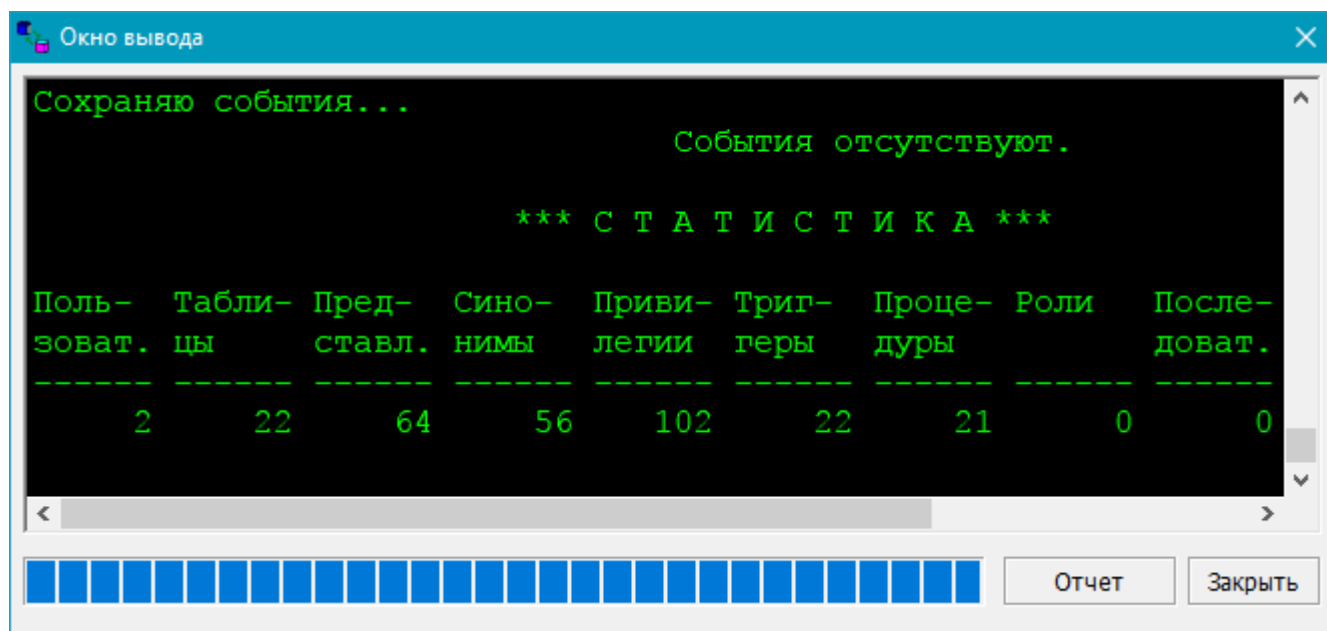 Окно вывода
Сохраняю события...
События отсутствуют.
*** С Т А Т И С Т И К А ***
Поль- Табли- Пред- Сино- Приви- Триг- Проце- Роли После-
зоват. цы ставл. нимы легии геры дуры доват.
------ ------ ------ ------ ------ ------ ------ ------ ------
2 22 64 56 102 22 21 0 0
Отчет Закрыть